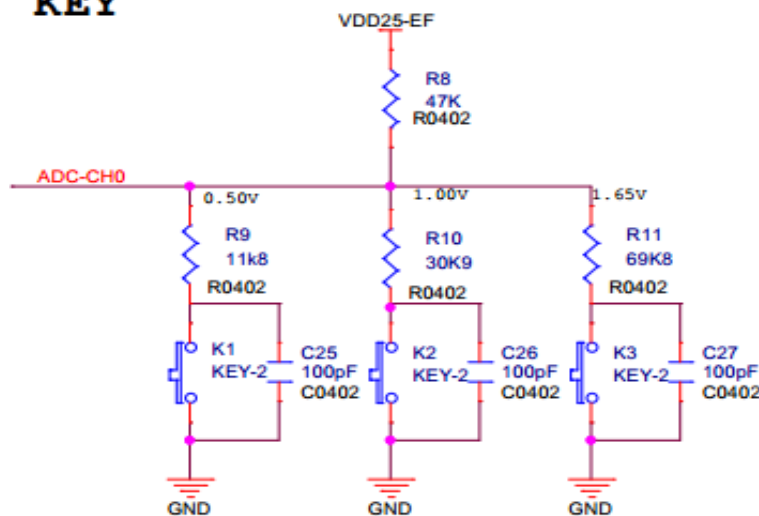 KEY
VDD25-EF
R8
47K
R0402
ADC-CH0
0.50V
1.00V
1.65V
R9
11k8
R0402
R10
30K9
R0402
R11
69K8
R0402
K1
KEY-2
C25
100pF
C0402
K2
KEY-2
C26
100pF
C0402
K3
KEY-2
C27
100pF
C0402
GND
GND
GND